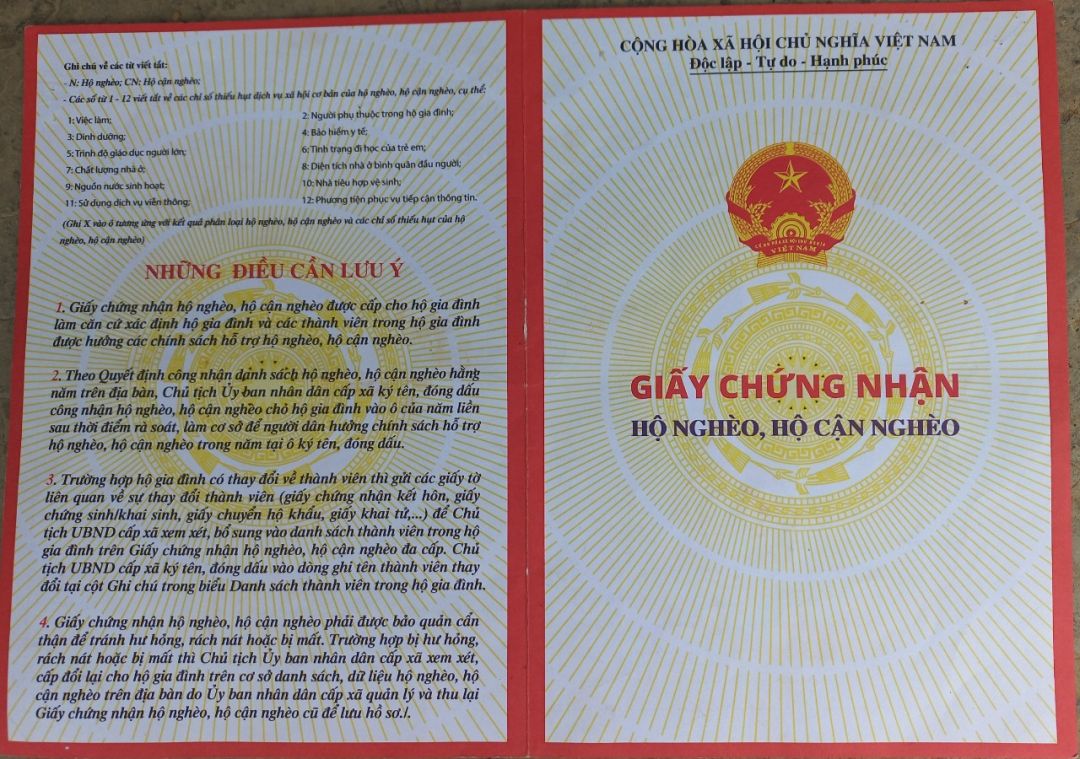 Ghi chú về các từ viết tắt:
- N: Hộ nghèo; CN: Hộ cận nghèo;
- Các số từ 1 - 12 viết tắt về các chỉ số thiếu hụt dịch vụ xã hội cơ bản của hộ nghèo, hộ cận nghèo, cụ thể:
1: Việc làm;
2: Người phụ thuộc trong hộ gia đình;
3: Dinh dưỡng;
4: Bảo hiểm y tế;
5: Trình độ giáo dục người lớn;
6: Tình trạng đi học của trẻ em;
7: Chất lượng nhà ở;
8: Diện tích nhà ở bình quân đầu người;
9: Nguồn nước sinh hoạt;
10: Nhà tiêu hợp vệ sinh;
11: Sử dụng dịch vụ viễn thông;
12: Phương tiện phục vụ tiếp cận thông tin.
(Ghi X vào ô tương ứng với kết quả phân loại hộ nghèo, hộ cận nghèo và các chỉ số thiếu hụt của hộ
nghèo, hộ cận nghèo)
NHỮNG ĐIỀU CẦN LƯU Ý
1. Giấy chứng nhận hộ nghèo, hộ cận nghèo được cấp cho hộ gia đình
làm căn cứ xác định hộ gia đình và các thành viên trong hộ gia đình
được hưởng các chính sách hỗ trợ hộ nghèo, hộ cận nghèo.
2. Theo Quyết định công nhận danh sách hộ nghèo, hộ cận nghèo hằng
năm trên địa bàn, Chủ tịch Ủy ban nhân dân cấp xã ký tên, đóng dấu
công nhận hộ nghèo, hộ cận nghèo cho hộ gia đình vào ô của năm liền
sau thời điểm rà soát, làm cơ sở để người dân hưởng chính sách hỗ trợ
hộ nghèo, hộ cận nghèo trong năm tại ô ký tên, đóng dấu.
3. Trường hợp hộ gia đình có thay đổi về thành viên thì gửi các giấy tờ
liên quan về sự thay đổi thành viên (giấy chứng nhận kết hôn, giấy
chứng sinh/khai sinh, giấy chuyển hộ khẩu, giấy khai tử,...) để Chủ
tịch UBND cấp xã xem xét, bổ sung vào danh sách thành viên trong hộ
gia đình trên Giấy chứng nhận hộ nghèo, hộ cận nghèo đa cấp. Chủ
tịch UBND cấp xã ký tên, đóng dấu vào dòng ghi tên thành viên thay
đổi tại cột Ghi chú trong biểu Danh sách thành viên trong hộ gia đình.
4. Giấy chứng nhận hộ nghèo, hộ cận nghèo phải được bảo quản cẩn
thận để tránh hư hỏng, rách nát hoặc bị mất. Trường hợp bị hư hỏng,
rách nát hoặc bị mất thì Chủ tịch Ủy ban nhân dân cấp xã xem xét,
cấp đổi lại cho hộ gia đình trên cơ sở danh sách, dữ liệu hộ nghèo, hộ
cận nghèo trên địa bàn do Ủy ban nhân dân cấp xã quản lý và thu lại
Giấy chứng nhận hộ nghèo, hộ cận nghèo cũ để lưu hồ sơ./.
CỘNG HÒA XÃ HỘI CHỦ NGHĨA VIỆT NAM
Độc lập - Tự do - Hạnh phúc
CỘNG HÒA XÃ HỘI CHỦ NGHĨA
VIỆT NAM
GIẤY CHỨNG NHẬN
HỘ NGHÈO, HỘ CẬN NGHÈO